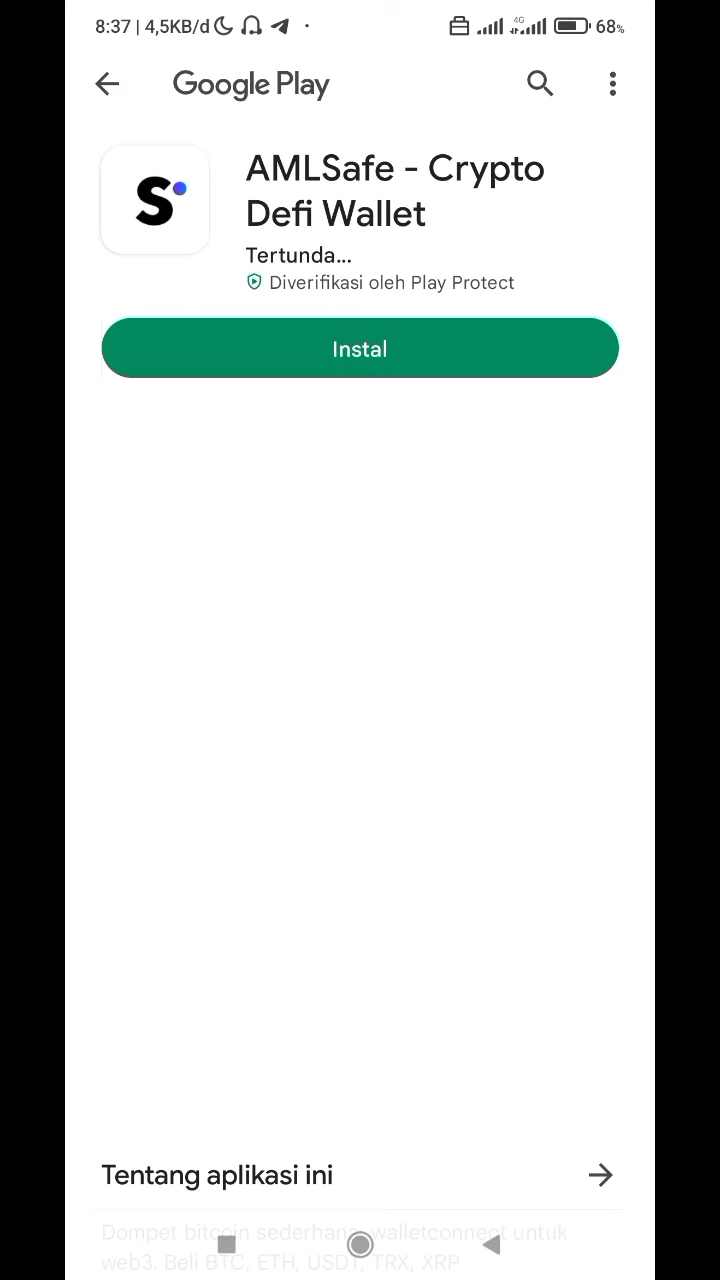 8:37 | 4,5KB/d
4G
68%
Google Play
S
AMLSafe - Crypto
Defi Wallet
Tertunda...
Diverifikasi oleh Play Protect
Instal
Tentang aplikasi ini
Dompet bitcoin sederhana, walletconnect untuk
web3. Beli BTC, ETH, USDT, TRX, XRP